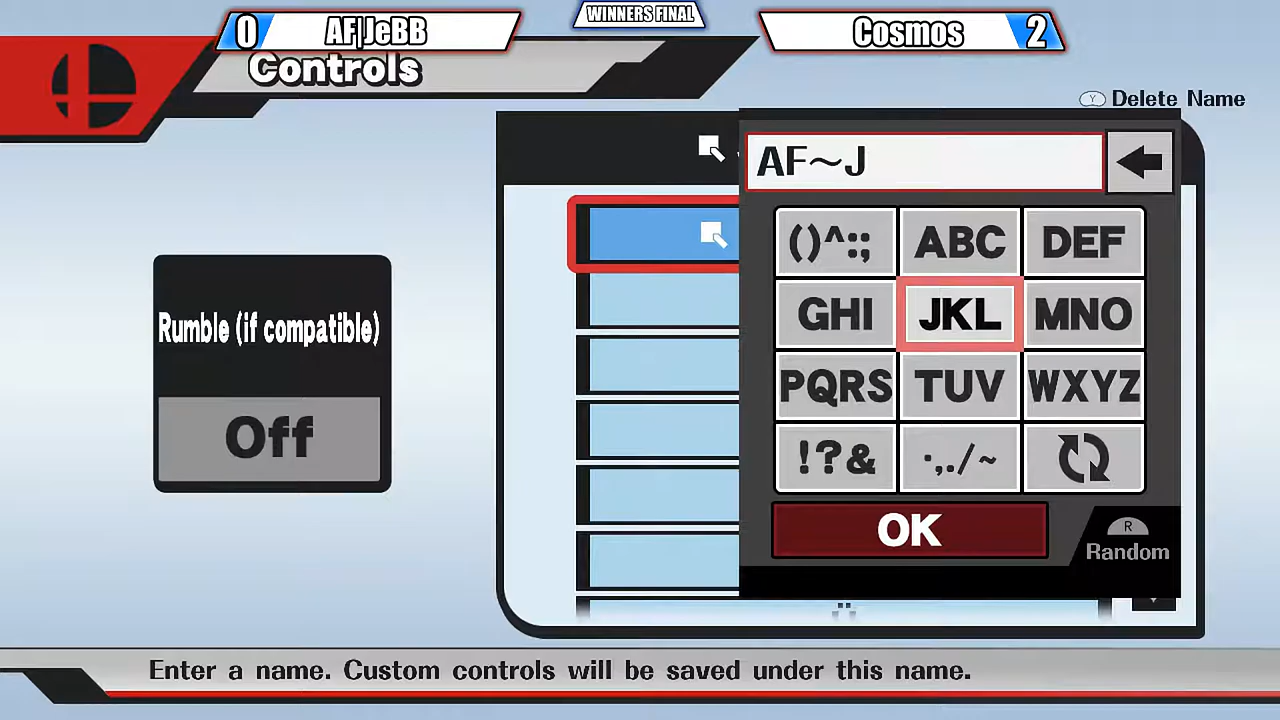 0 AF|JeBB WINNERS FINAL Cosmos 2
Controls
Y Delete Name
AF~J
()^:; ABC DEF
GHI JKL MNO
PQRS TUV WXYZ
!?& ·,./~
OK
R
Random
Rumble (if compatible)
Off
Enter a name. Custom controls will be saved under this name.